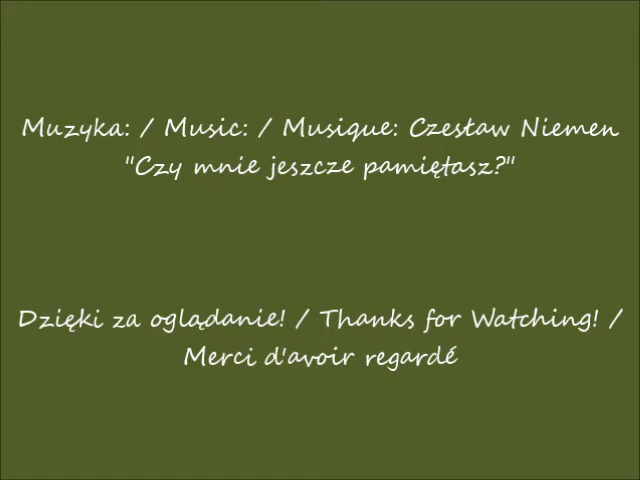 Muzyka: / Music: / Musique: Czesław Niemen
"Czy mnie jeszcze pamiętasz?"
Dzięki za oglądanie! / Thanks for Watching! /
Merci d'avoir regardé